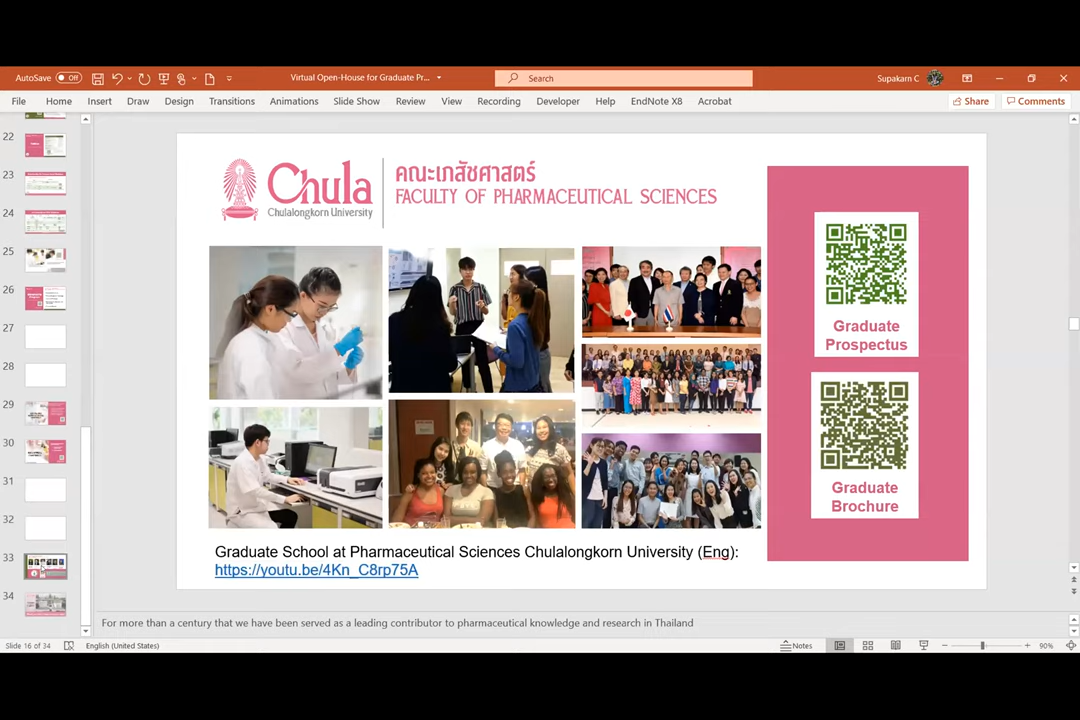 AutoSave Off
Virtual Open-House for Graduate Pr...
Search
Supakarn C
File Home Insert Draw Design Transitions Animations Slide Show Review View Recording Developer Help EndNote X8 Acrobat
Share Comments
22
23
24
25
26
27
28
29
30
31
32
33
34
Chula
Chulalongkorn University
คณะเภสัชศาสตร์
FACULTY OF PHARMACEUTICAL SCIENCES
Graduate
Prospectus
Graduate
Brochure
Graduate School at Pharmaceutical Sciences Chulalongkorn University (Eng):
https://youtu.be/4Kn_C8rp75A
For more than a century that we have been served as a leading contributor to pharmaceutical knowledge and research in Thailand
Slide 16 of 34 English (United States)
Notes
90%